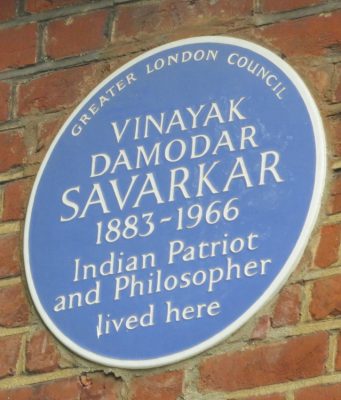 GREATER LONDON COUNCIL
VINAYAK
DAMODAR
SAVARKAR
1883~1966
Indian Patriot
and Philosopher
lived here